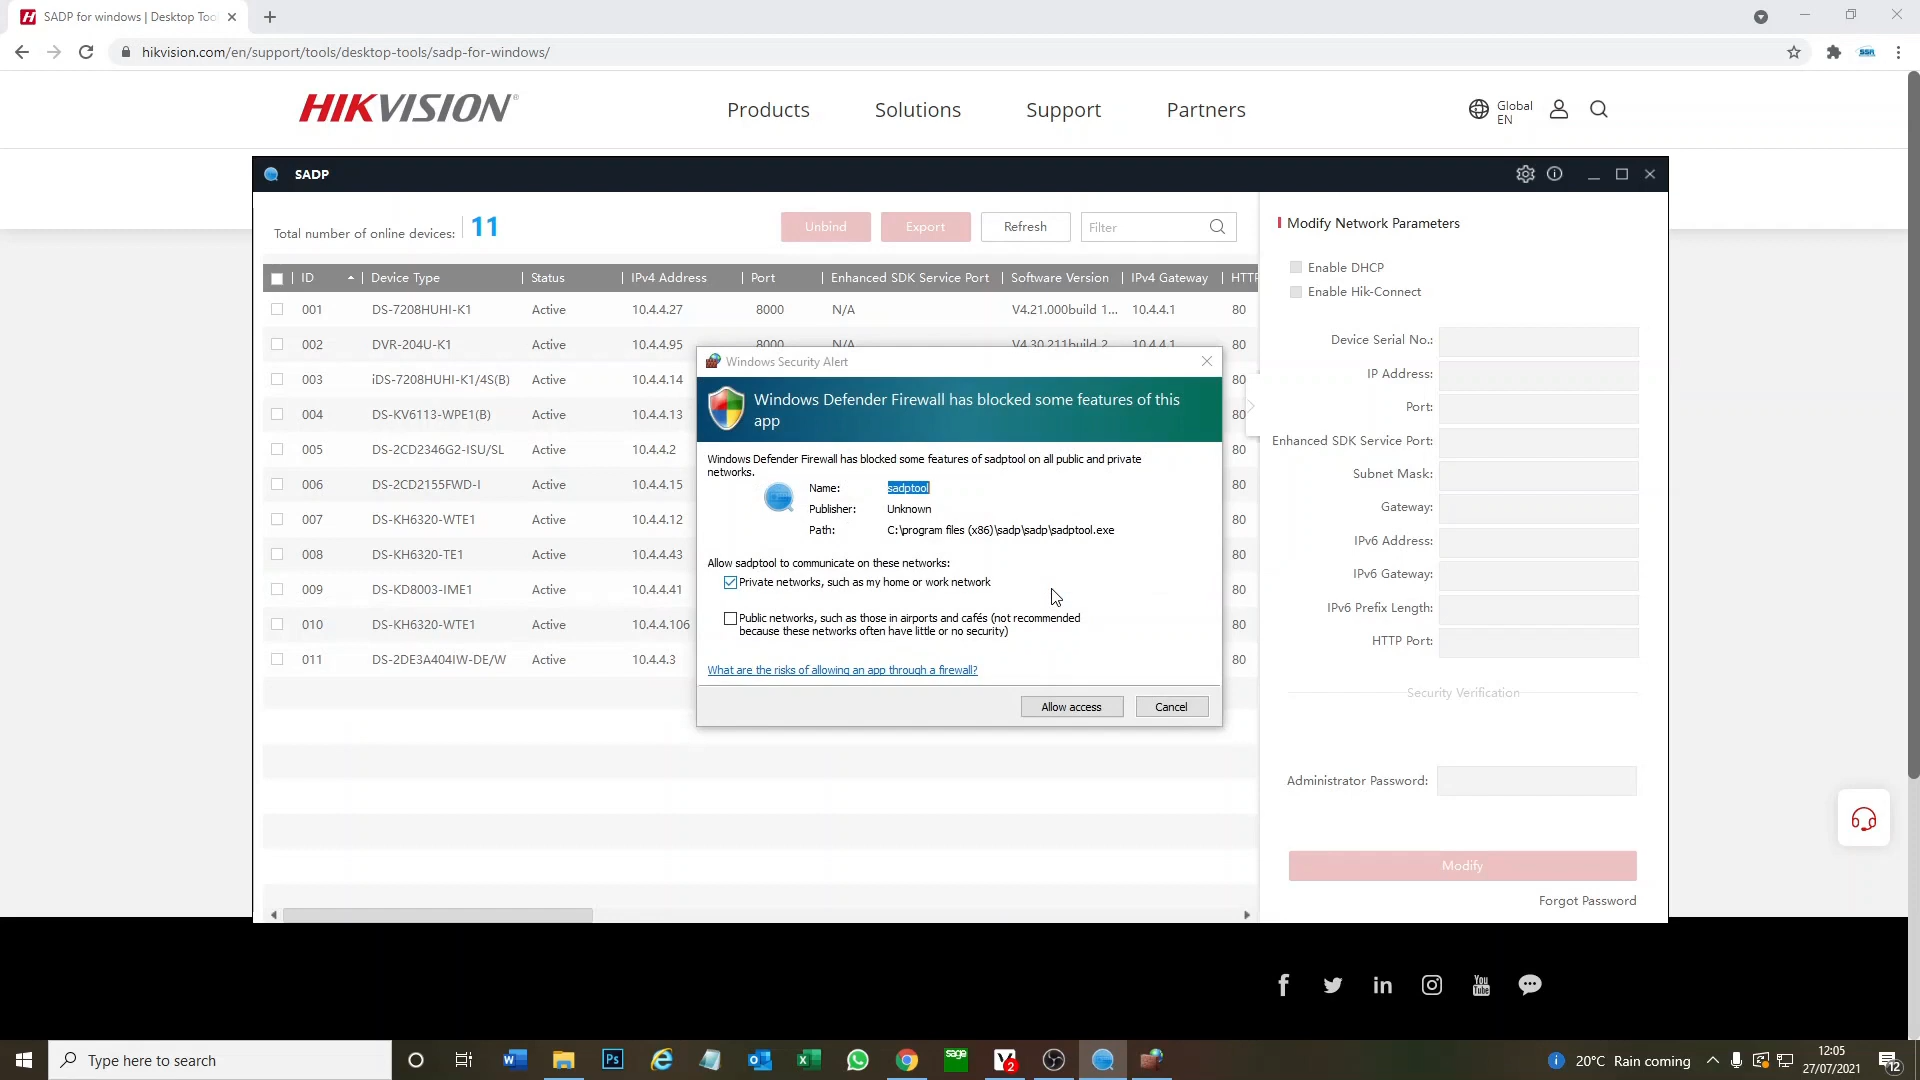 SADP for windows | Desktop Too
hikvision.com/en/support/tools/desktop-tools/sadp-for-windows/
HIKVISION®
Products
Solutions
Support
Partners
Global
EN
SADP
Total number of online devices: 11
Unbind
Export
Refresh
Filter
ID Device Type Status IPv4 Address Port Enhanced SDK Service Port Software Version IPv4 Gateway HTTP
001 DS-7208HUHI-K1 Active 10.4.4.27 8000 N/A V4.21.000build 1... 10.4.4.1 80
002 DVR-204U-K1 Active 10.4.4.95 8000 N/A V4.30.211build 2... 10.4.4.1
003 iDS-7208HUHI-K1/4S(B) Active 10.4.4.14 80
004 DS-KV6113-WPE1(B) Active 10.4.4.13 80
005 DS-2CD2346G2-ISU/SL Active 10.4.4.2 80
006 DS-2CD2155FWD-I Active 10.4.4.15 80
007 DS-KH6320-WTE1 Active 10.4.4.12 80
008 DS-KH6320-TE1 Active 10.4.4.43 80
009 DS-KD8003-IME1 Active 10.4.4.41 80
010 DS-KH6320-WTE1 Active 10.4.4.106 80
011 DS-2DE3A404IW-DE/W Active 10.4.4.3 80
Windows Security Alert
Windows Defender Firewall has blocked some features of this
app
Windows Defender Firewall has blocked some features of sadptool on all public and private
networks.
Name: sadptool
Publisher: Unknown
Path: C:\program files (x86)\sadp\sadp\sadptool.exe
Allow sadptool to communicate on these networks:
Private networks, such as my home or work network
Public networks, such as those in airports and cafés (not recommended
because these networks often have little or no security)
What are the risks of allowing an app through a firewall?
Allow access
Cancel
Modify Network Parameters
Enable DHCP
Enable Hik-Connect
Device Serial No.:
IP Address:
Port:
Enhanced SDK Service Port:
Subnet Mask:
Gateway:
IPv6 Address:
IPv6 Gateway:
IPv6 Prefix Length:
HTTP Port:
Security Verification
Administrator Password:
Modify
Forgot Password
Type here to search
20°C Rain coming
12:05
27/07/2021
12